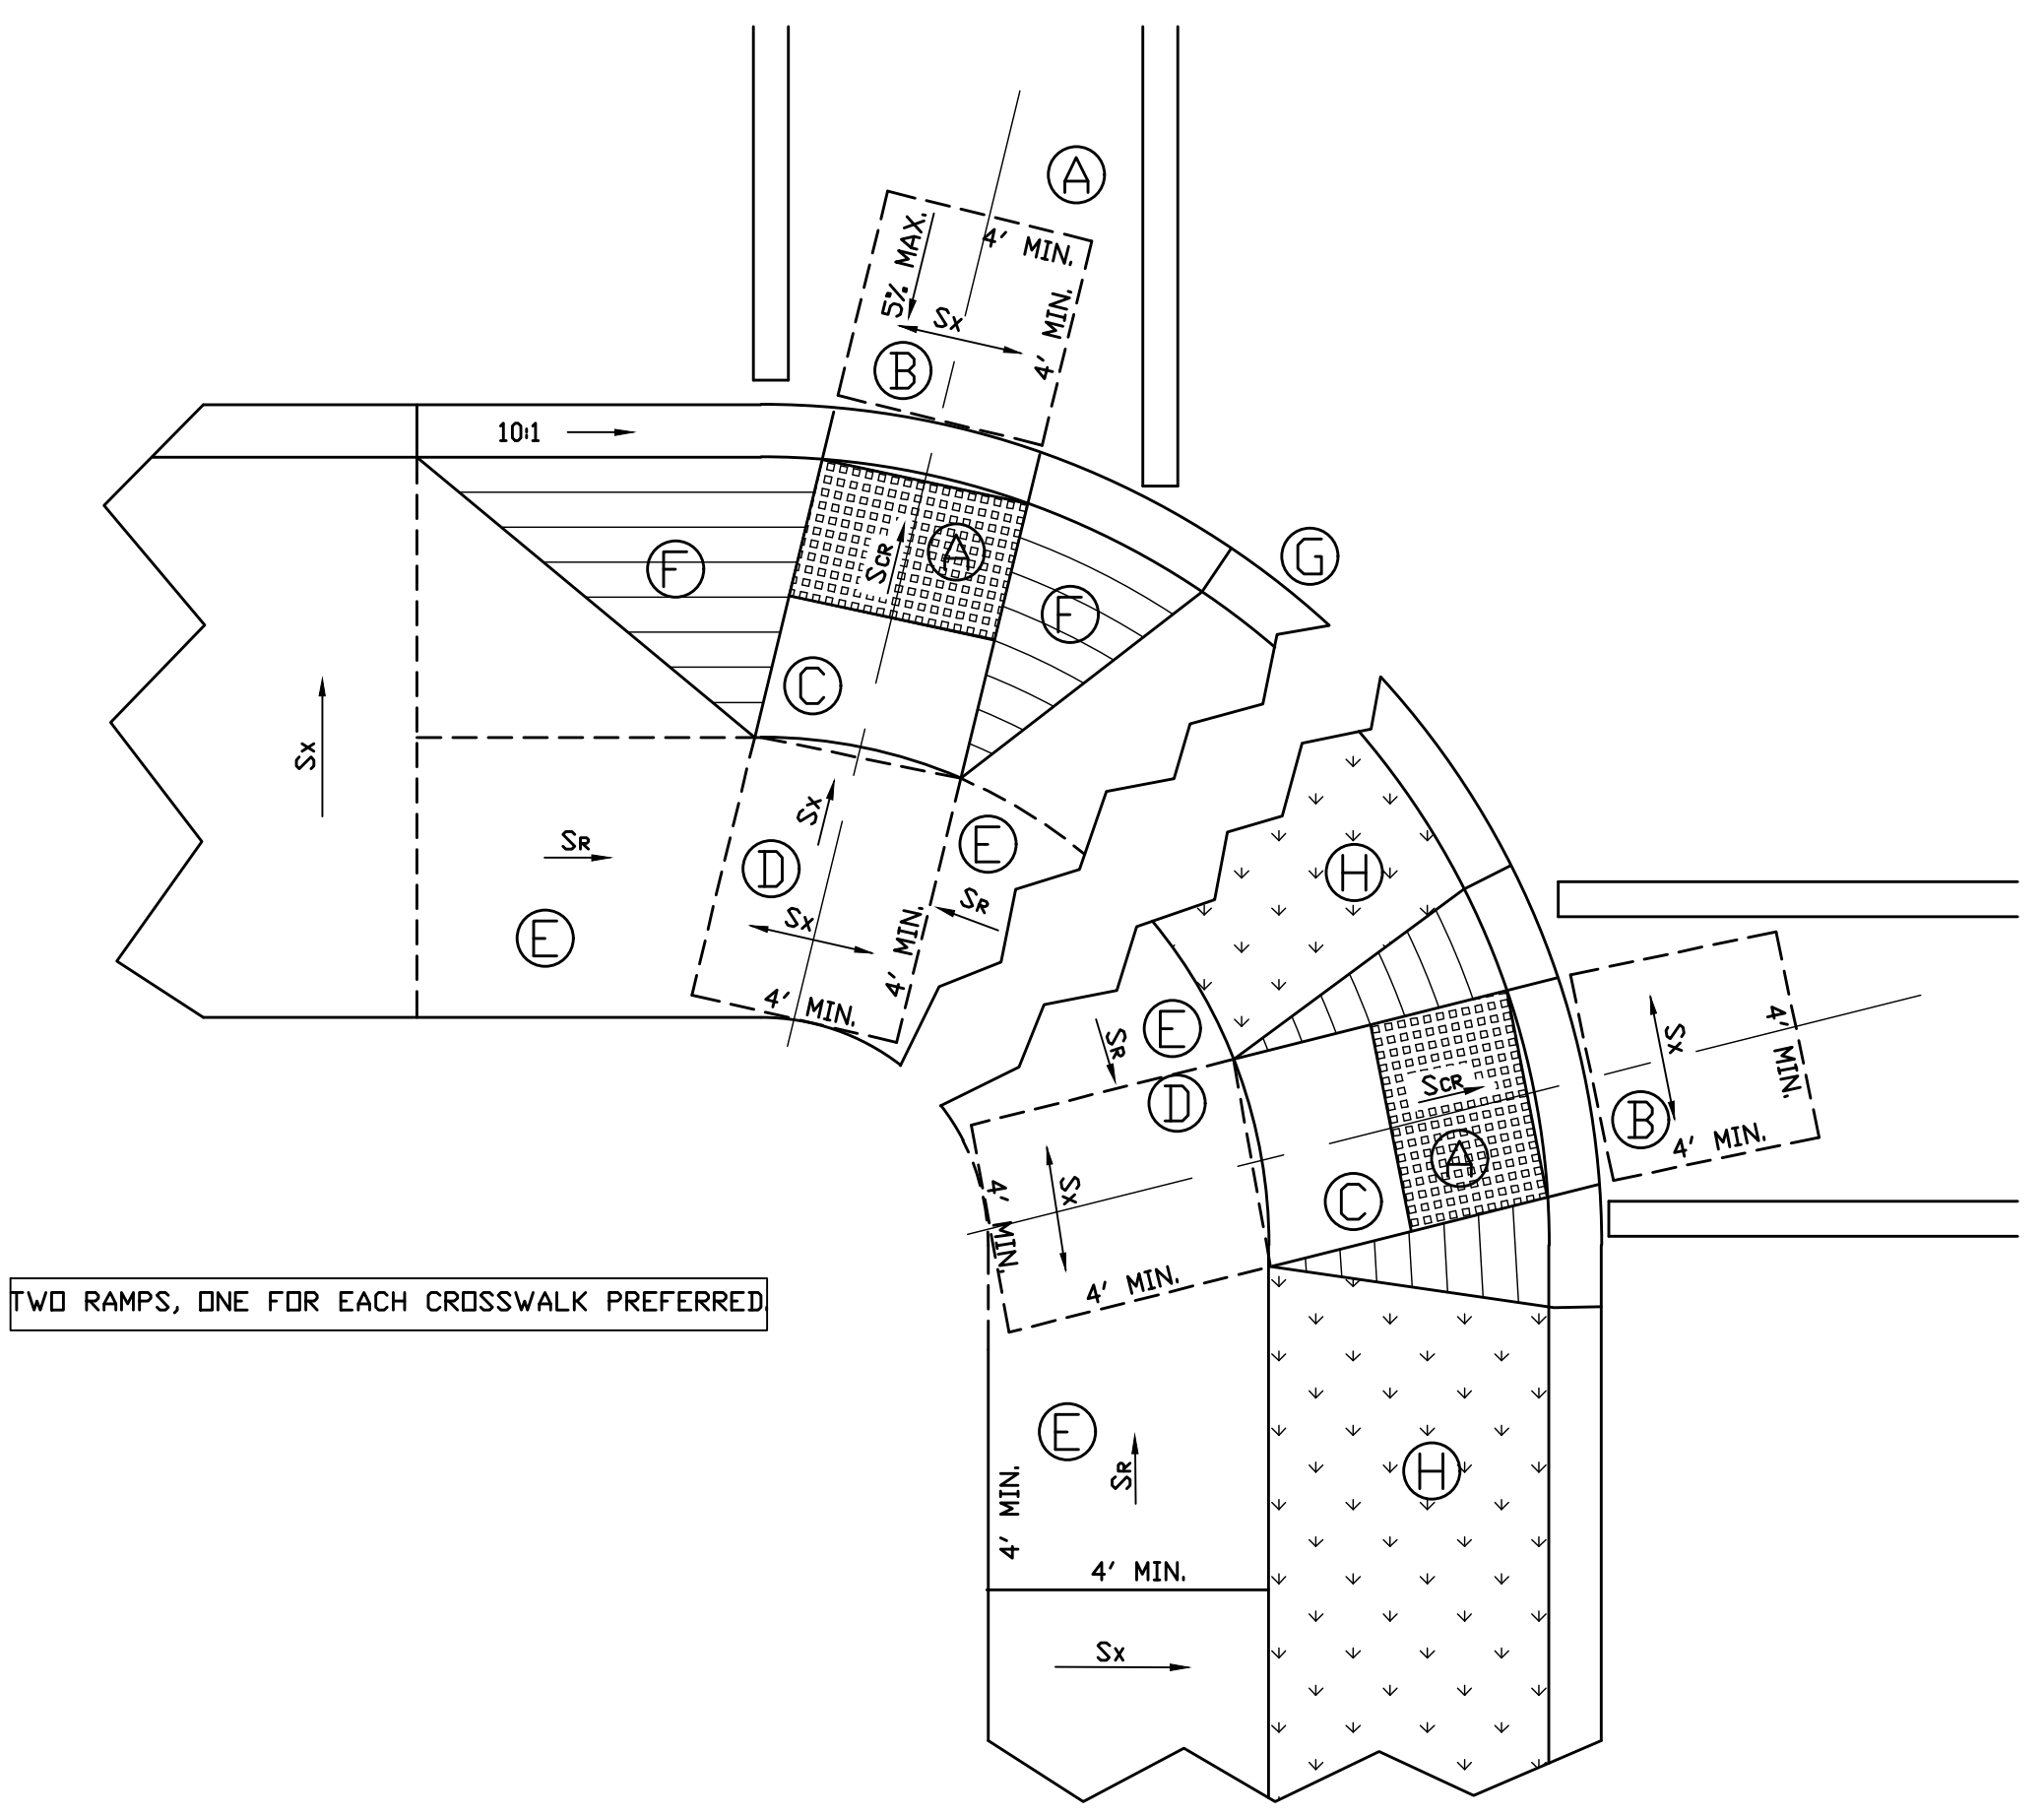 A
4' MIN.
5% MAX.
4' MIN.
Sx
B
10:1
G
A
SCR
F
F
C
Sx
Sx
E
H
D
SR
SR
Sx
4' MIN.
E
4' MIN.
E
SR
4' MIN.
Sx
D
SCR
B
4' MIN.
A
C
4' MIN.
Sx
4' MIN.
TWO RAMPS, ONE FOR EACH CROSSWALK PREFERRED.
E
H
SR
4' MIN.
4' MIN.
Sx